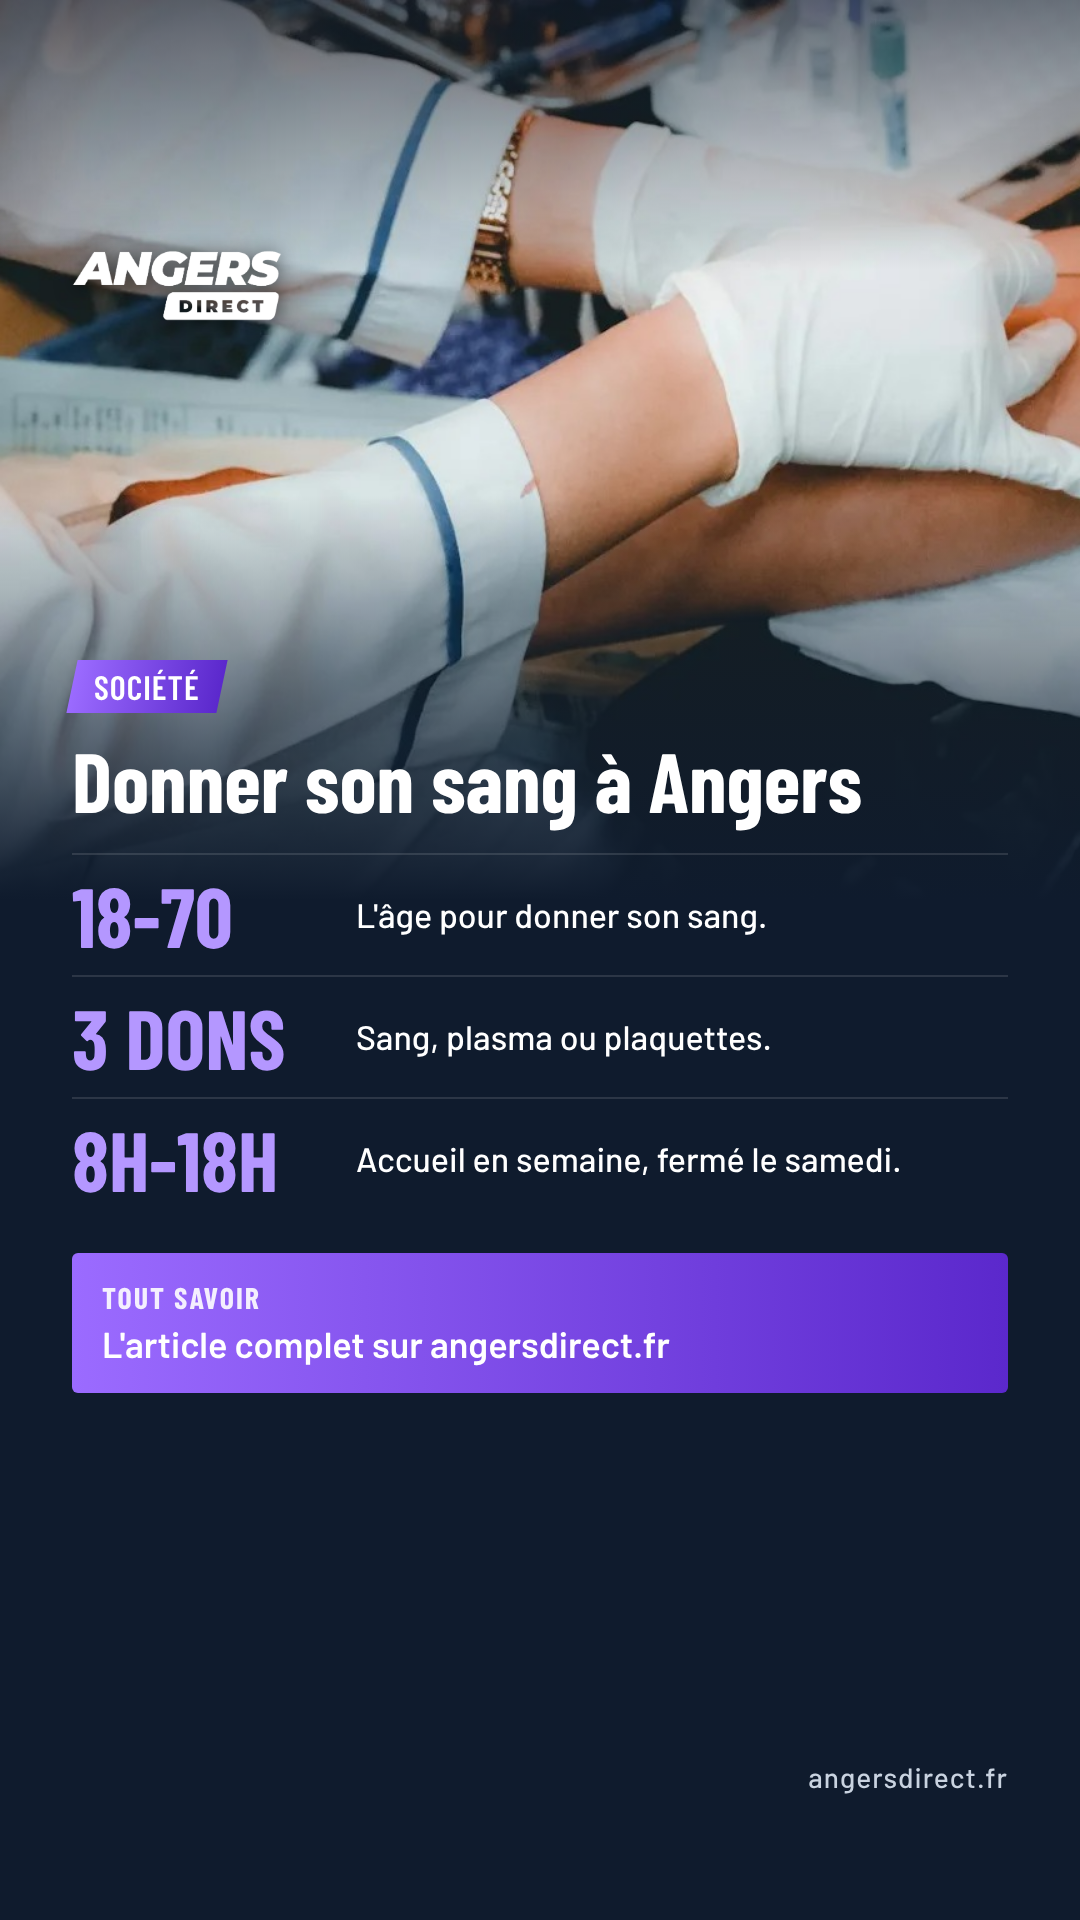 ANGERS
DIRECT
SOCIÉTÉ
Donner son sang à Angers
18-70
L'âge pour donner son sang.
3 DONS
Sang, plasma ou plaquettes.
8H-18H
Accueil en semaine, fermé le samedi.
TOUT SAVOIR
L'article complet sur angersdirect.fr
angersdirect.fr